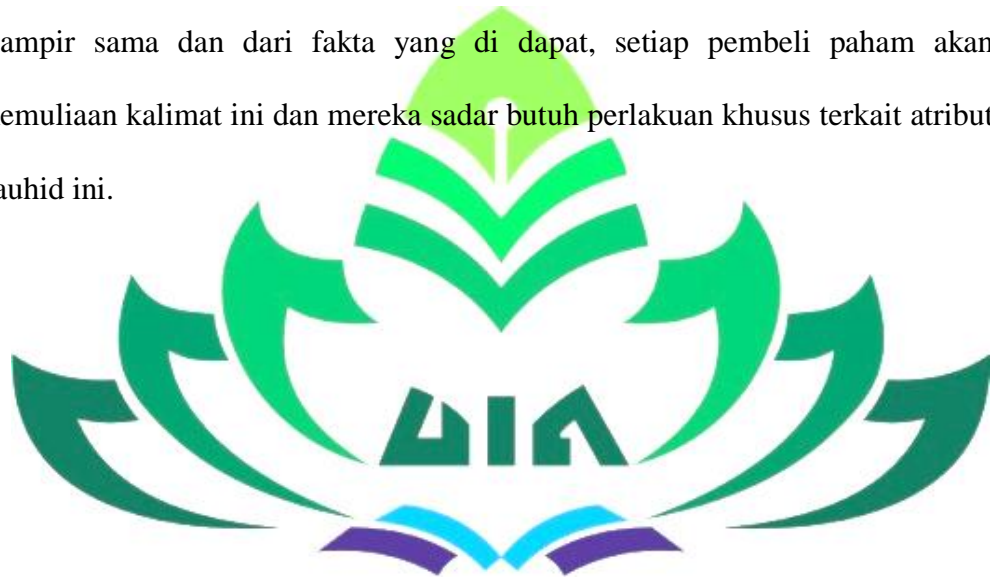 ampir sama dan dari fakta yang di dapat, setiap pembeli paham akan
emuliaan kalimat ini dan mereka sadar butuh perlakuan khusus terkait atribut
auhid ini.
UIN